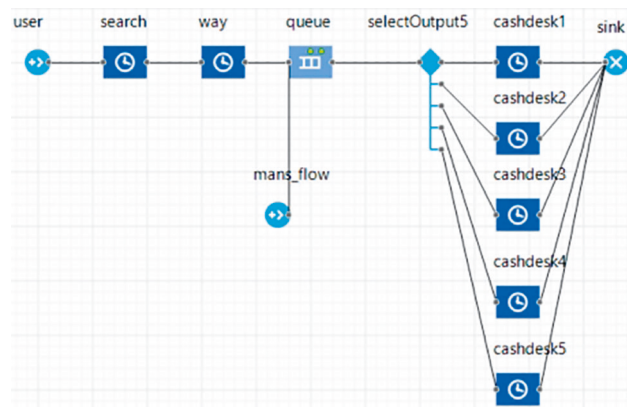 user search way queue selectOutput5 cashdesk1 sink
cashdesk2
mans_flow cashdesk3
cashdesk4
cashdesk5